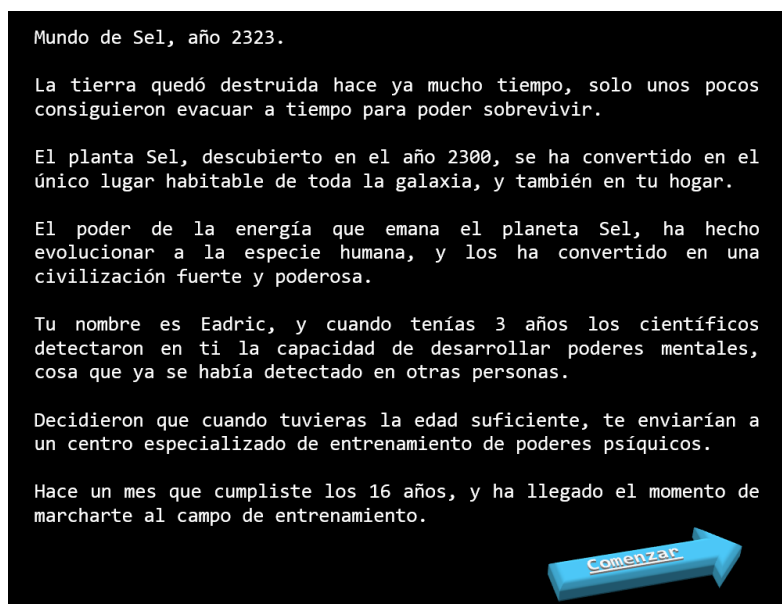 Mundo de Sel, año 2323.
La tierra quedó destruida hace ya mucho tiempo, solo unos pocos
consiguieron evacuar a tiempo para poder sobrevivir.
El planta Sel, descubierto en el año 2300, se ha convertido en el
único lugar habitable de toda la galaxia, y también en tu hogar.
El poder de la energía que emana el planeta Sel, ha hecho
evolucionar a la especie humana, y los ha convertido en una
civilización fuerte y poderosa.
Tu nombre es Eadric, y cuando tenías 3 años los científicos
detectaron en ti la capacidad de desarrollar poderes mentales,
cosa que ya se había detectado en otras personas.
Decidieron que cuando tuvieras la edad suficiente, te enviarían a
un centro especializado de entrenamiento de poderes psíquicos.
Hace un mes que cumpliste los 16 años, y ha llegado el momento de
marcharte al campo de entrenamiento.
Comenzar